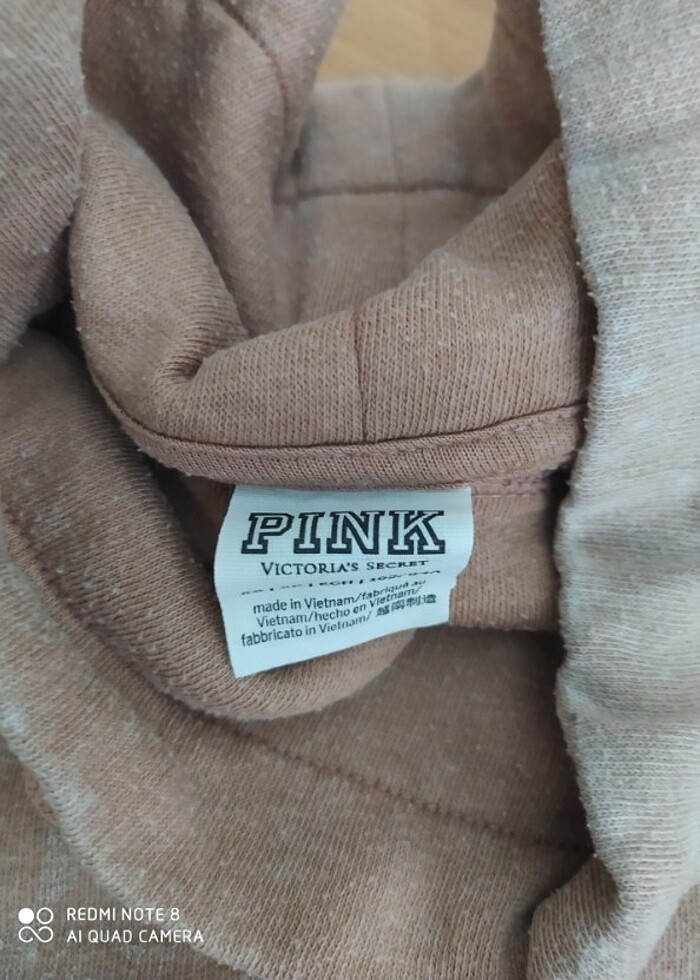 PINK
VICTORIA'S SECRET
made in Vietnam/fabriqué au
Vietnam/hecho en Vietnam/
fabbricato in Vietnam/ 越南制造
REDMI NOTE 8
AI QUAD CAMERA